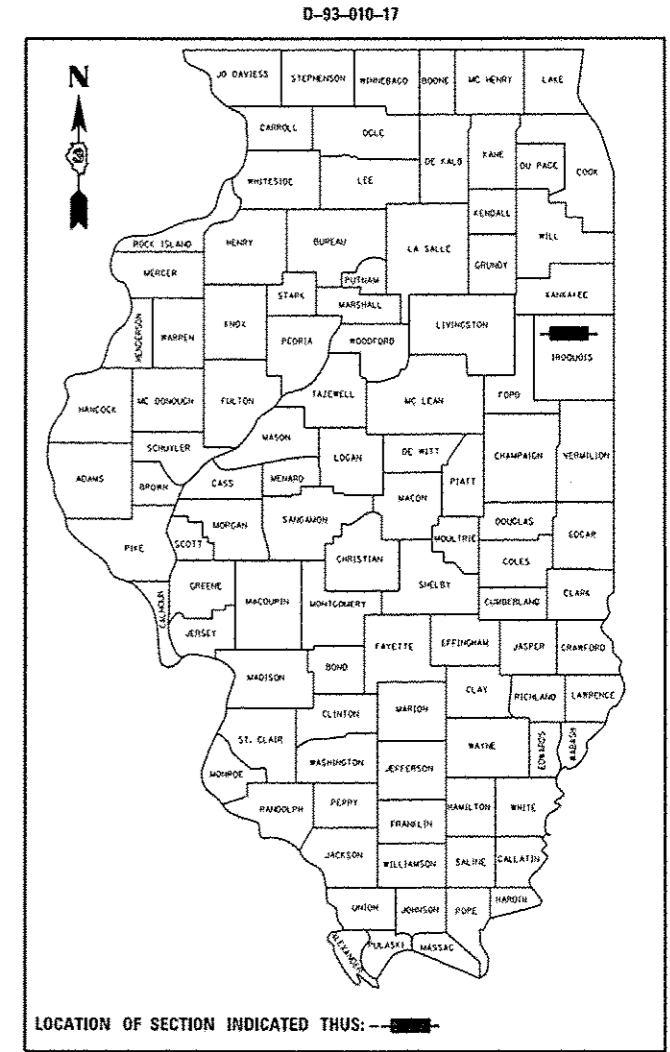 D-93-010-17
N
JO DAVIESS STEPHENSON WINNEBAGO BOONE MC HENRY LAKE
CARROLL OGLE
DE KALB KANE DU PAGE COOK
WHITESIDE LEE
KENDALL WILL
ROCK ISLAND HENRY BUREAU LA SALLE
MERCER PUTNAM GRUNDY
STARK KANKAKEE
HENDERSON WARREN KNOX MARSHALL LIVINGSTON
PEORIA WOODFORD IROQUOIS
HANCOCK MC DONOUGH FULTON TAZEWELL MC LEAN FORD
MASON
SCHUYLER LOGAN DE WITT CHAMPAIGN VERMILION
ADAMS BROWN CASS MENARD PIATT
MACON
MORGAN SANGAMON DOUGLAS
PIKE SCOTT MOULTRIE EDGAR
CHRISTIAN COLES
SHELBY
CALHOUN GREENE MACOUPIN MONTGOMERY CUMBERLAND CLARK
JERSEY
FAYETTE EFFINGHAM JASPER CRAWFORD
MADISON BOND
CLAY RICHLAND LAWRENCE
CLINTON MARION
ST. CLAIR WAYNE EDWARDS WABASH
WASHINGTON JEFFERSON
MONROE
RANDOLPH PERRY HAMILTON WHITE
FRANKLIN
JACKSON WILLIAMSON SALINE GALLATIN
UNION JOHNSON POPE HARDIN
ALEXANDER PULASKI MASSAC
LOCATION OF SECTION INDICATED THUS: